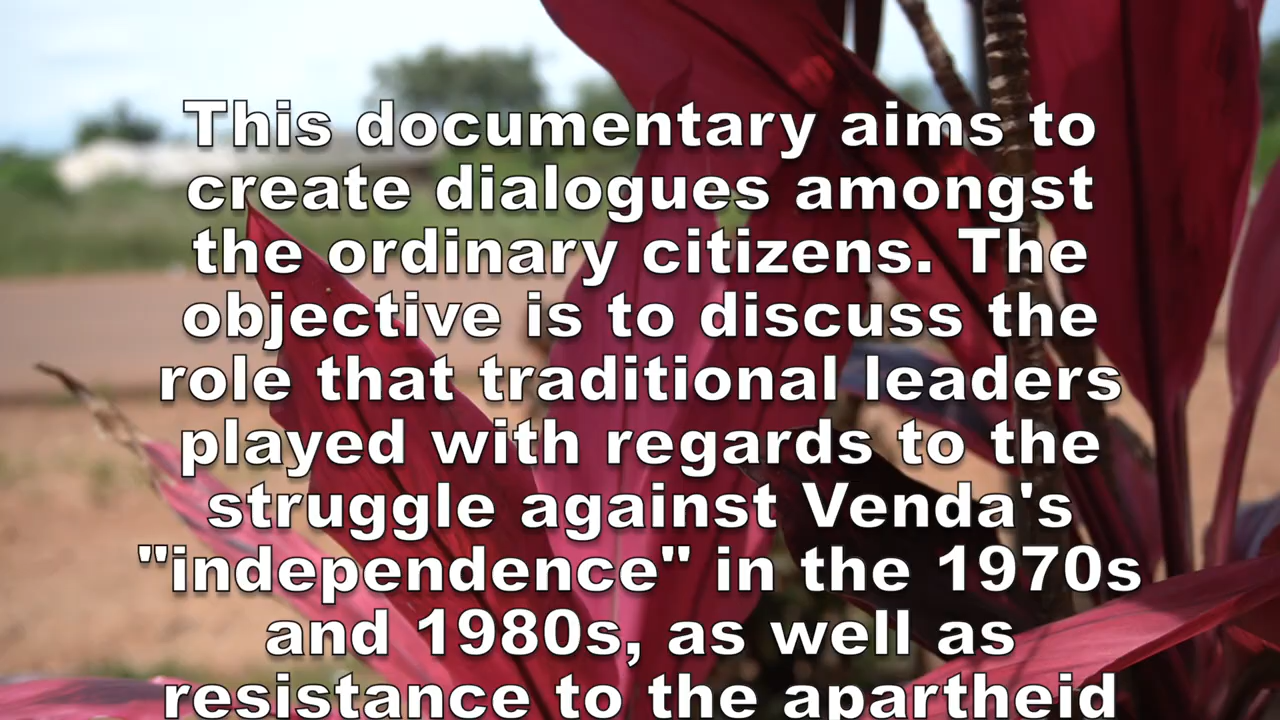 This documentary aims to
create dialogues amongst
the ordinary citizens. The
objective is to discuss the
role that traditional leaders
played with regards to the
struggle against Venda's
"independence" in the 1970s
and 1980s, as well as
resistance to the apartheid